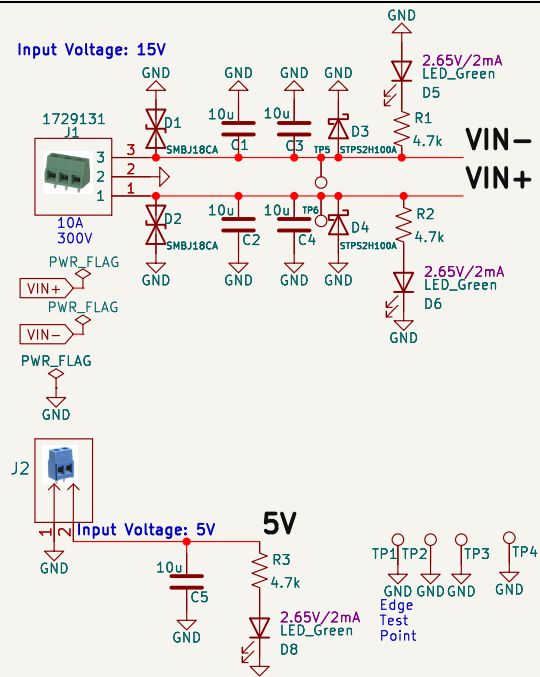 GND
Input Voltage: 15V
2.65V/2mA
LED_Green
D5
GND GND GND GND
1729131
J1
10u 10u
D1 C1 C3 D3 R1
4.7k
SMBJ18CA TP5 STPS2H100A
VIN-
3 3
2 2
1 1
VIN+
10A
300V
10u 10u TP6
D2 C2 C4 D4 R2
4.7k
SMBJ18CA STPS2H100A
GND GND GND GND
2.65V/2mA
LED_Green
D6
GND
PWR_FLAG
VIN+
PWR_FLAG
VIN-
PWR_FLAG
GND
J2
1 2
Input Voltage: 5V
5V
GND
10u
C5
GND
R3
4.7k
2.65V/2mA
LED_Green
D8
TP1 TP2 TP3 TP4
GND GND GND GND
Edge
Test
Point